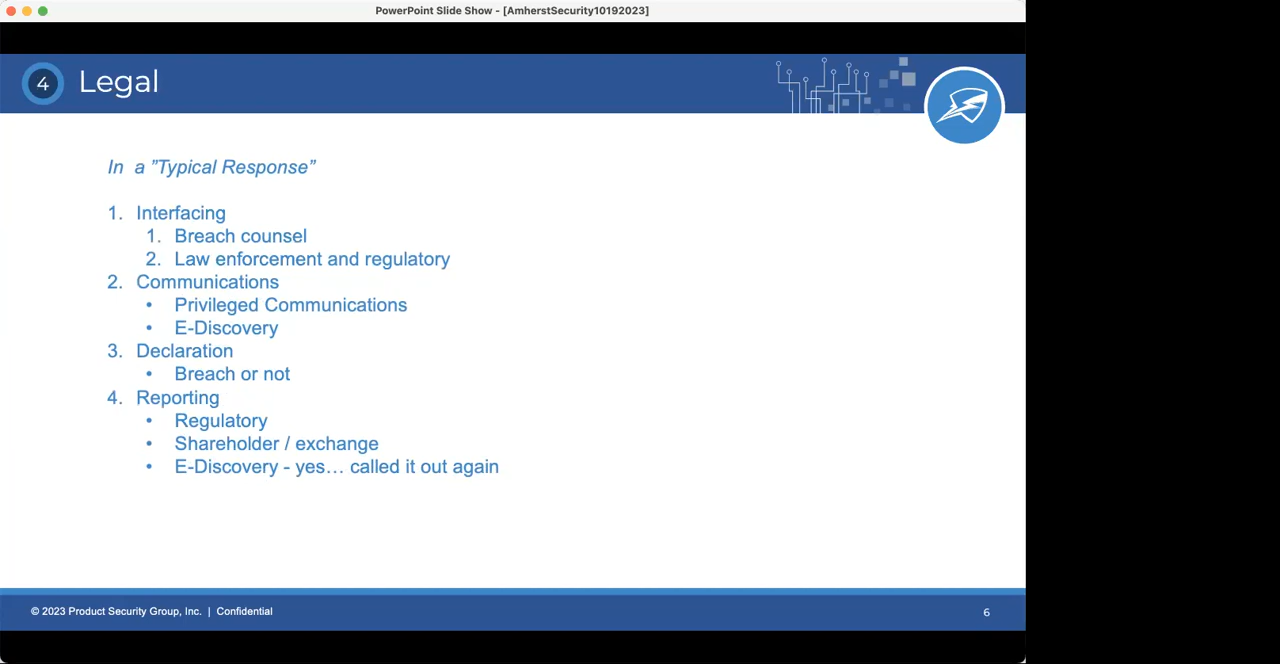 PowerPoint Slide Show - [AmherstSecurity10192023]
4 Legal
In  a ”Typical Response”
1. Interfacing
1. Breach counsel
2. Law enforcement and regulatory
2. Communications
• Privileged Communications
• E-Discovery
3. Declaration
• Breach or not
4. Reporting
• Regulatory
• Shareholder / exchange
• E-Discovery - yes… called it out again
© 2023 Product Security Group, Inc. | Confidential
6